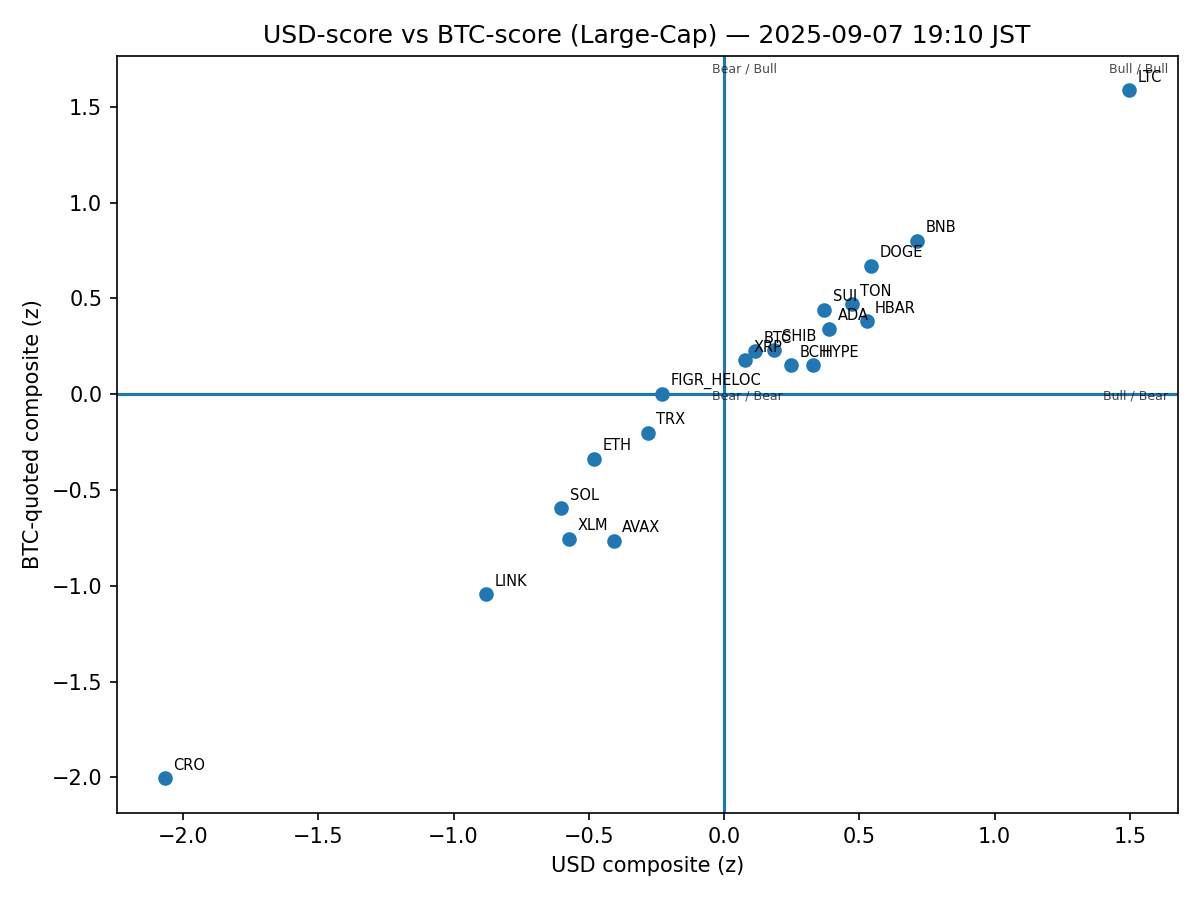 USD-score vs BTC-score (Large-Cap) — 2025-09-07 19:10 JST
Bear / Bull
Bull / Bull
LTC
1.5
1.0
BNB
DOGE
0.5
SUI
TON
HBAR
ADA
BTC
SHIB
XRP
BCH
HYPE
FIGR_HELOC
0.0
Bear / Bear
Bull / Bear
TRX
ETH
−0.5
SOL
XLM
AVAX
LINK
−1.0
−1.5
CRO
−2.0
BTC-quoted composite (z)
−2.0
−1.5
−1.0
−0.5
0.0
0.5
1.0
1.5
USD composite (z)